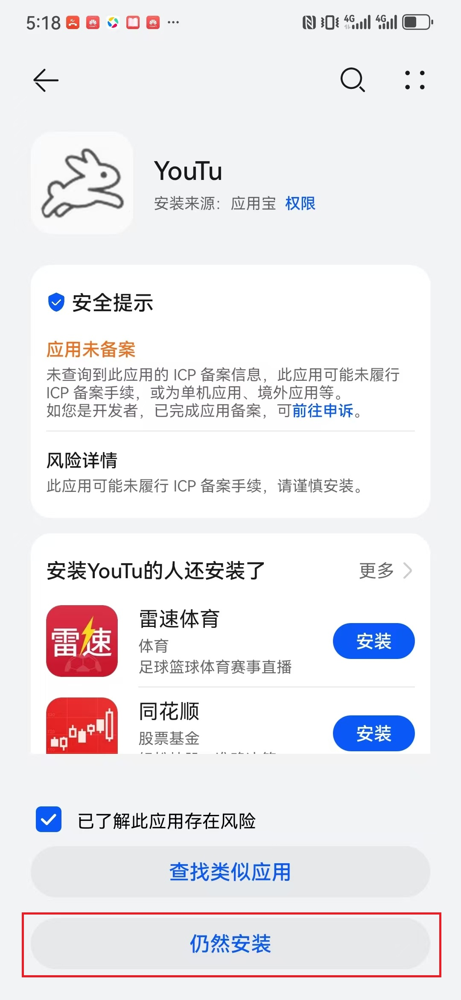 5:18
4G 4G
YouTu
安装来源：应用宝 权限
安全提示
应用未备案
未查询到此应用的 ICP 备案信息，此应用可能未履行
ICP 备案手续，或为单机应用、境外应用等。
如您是开发者，已完成应用备案，可前往申诉。
风险详情
此应用可能未履行 ICP 备案手续，请谨慎安装。
安装YouTu的人还安装了 更多
雷速
雷速体育
体育
足球篮球体育赛事直播
安装
130
120
110
同花顺
股票基金
安装
已了解此应用存在风险
查找类似应用
仍然安装